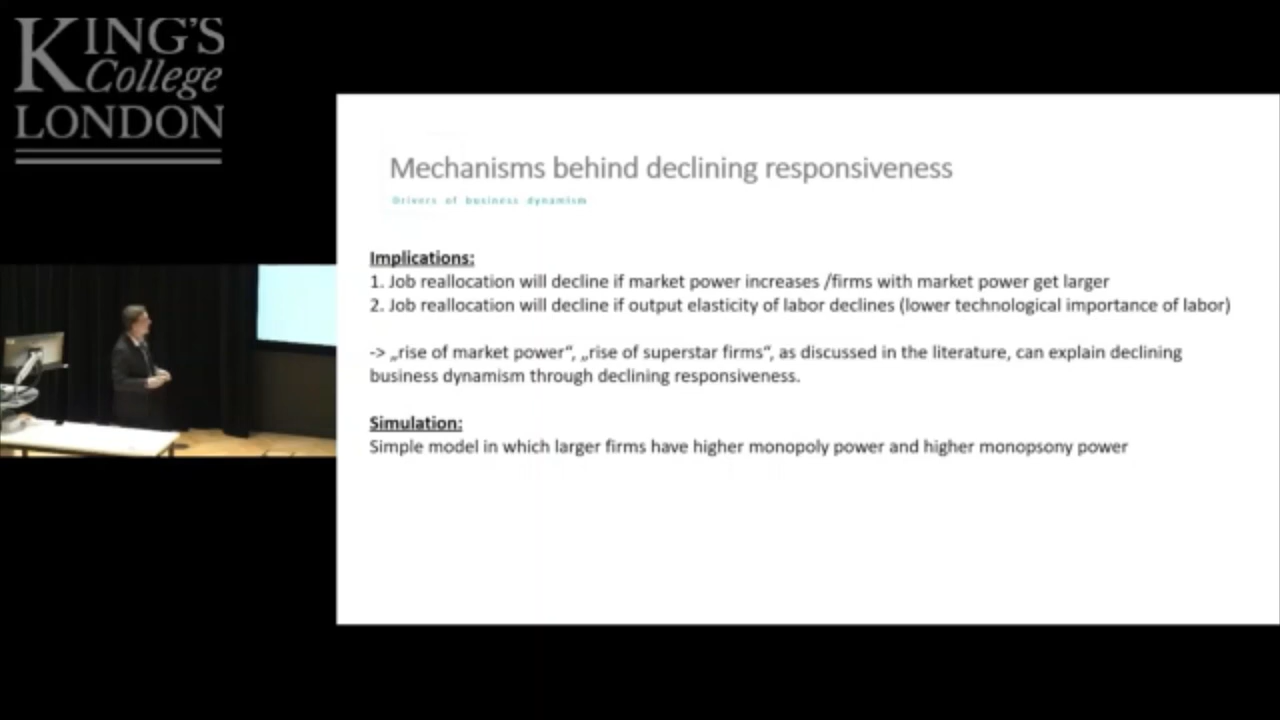 KING'S
College
LONDON
Mechanisms behind declining responsiveness
Drivers of business dynamism
Implications:
1. Job reallocation will decline if market power increases /firms with market power get larger
2. Job reallocation will decline if output elasticity of labor declines (lower technological importance of labor)
-> „rise of market power“, „rise of superstar firms“, as discussed in the literature, can explain declining
business dynamism through declining responsiveness.
Simulation:
Simple model in which larger firms have higher monopoly power and higher monopsony power